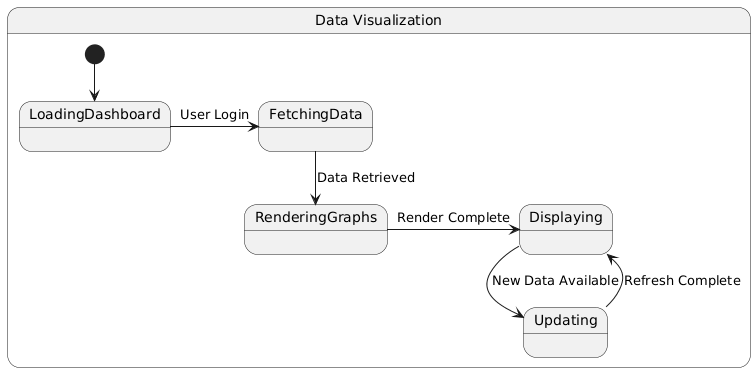 Data Visualization
LoadingDashboard
User Login
FetchingData
Data Retrieved
RenderingGraphs
Render Complete
Displaying
New Data Available
Refresh Complete
Updating